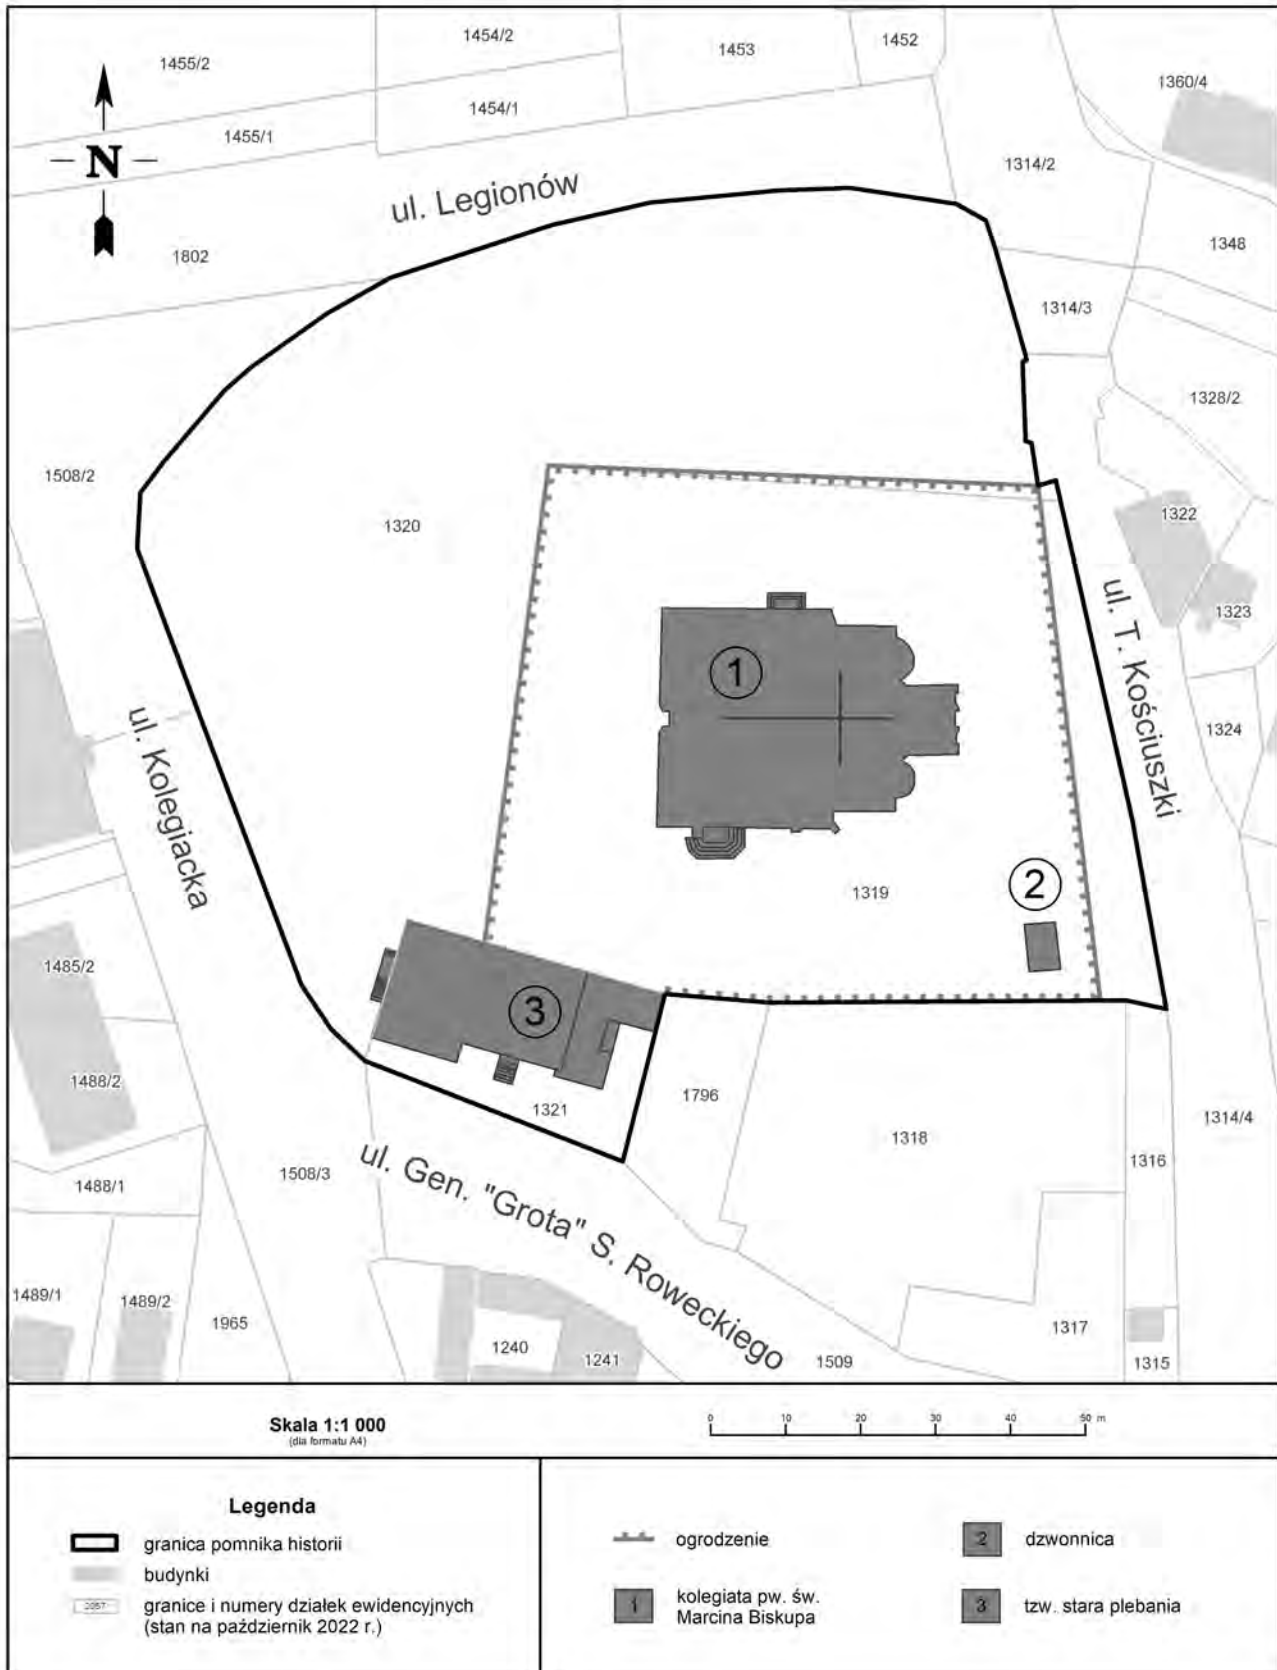 1454/2
1452
1453
1455/2
1360/4
1454/1
1455/1
N
1314/2
ul. Legionów
1348
1802
1314/3
1328/2
1508/2
1322
1320
1323
ul. T. Kościuszki
1
1324
ul. Kolegiacka
2
1319
1485/2
3
1488/2
1796
1321
1314/4
1318
1316
1508/3
1488/1
ul. Gen. "Grota" S. Roweckiego
1489/1
1489/2
1965
1317
1240
1241
1509
1315
Skala 1:1 000
(dla formatu A4)
0 10 20 30 40 50 m
Legenda
granica pomnika historii
budynki
granice i numery działek ewidencyjnych
(stan na październik 2022 r.)
ogrodzenie
1 kolegiata pw. św.
Marcina Biskupa
2 dzwonnica
3 tzw. stara plebania